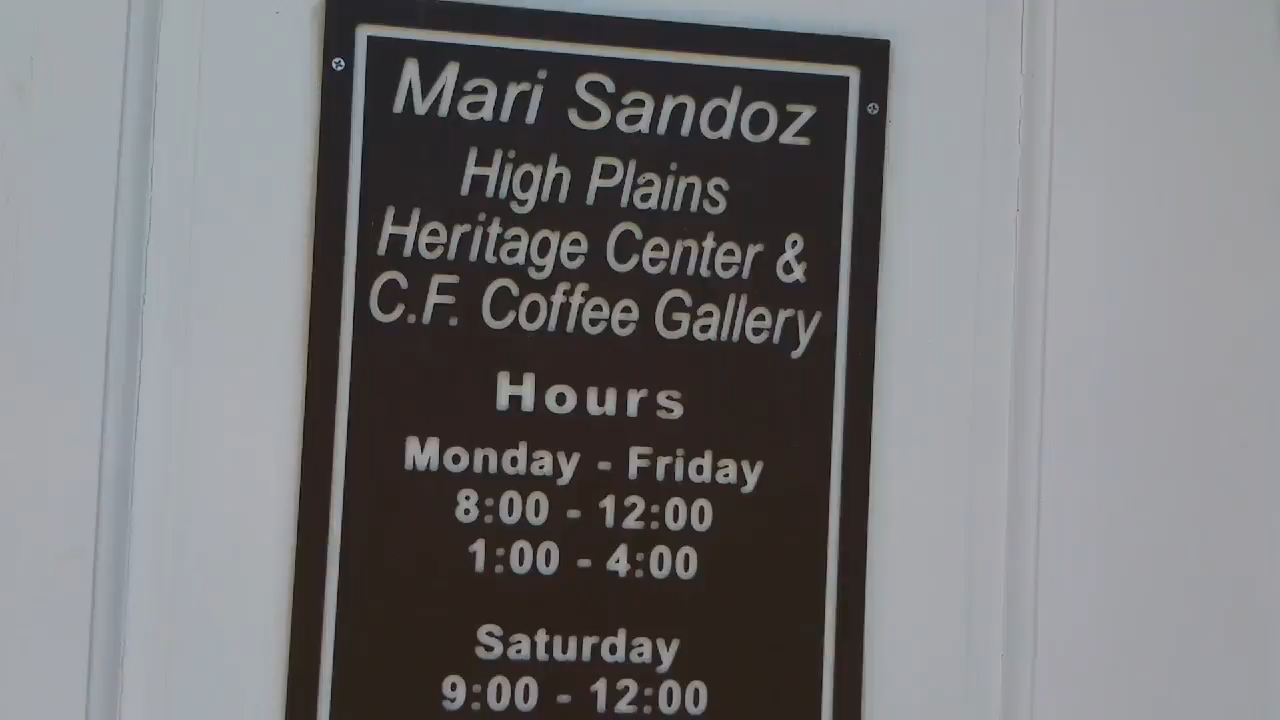 Mari Sandoz
High Plains
Heritage Center &
C.F. Coffee Gallery
Hours
Monday - Friday
8:00 - 12:00
1:00 - 4:00
Saturday
9:00 - 12:00